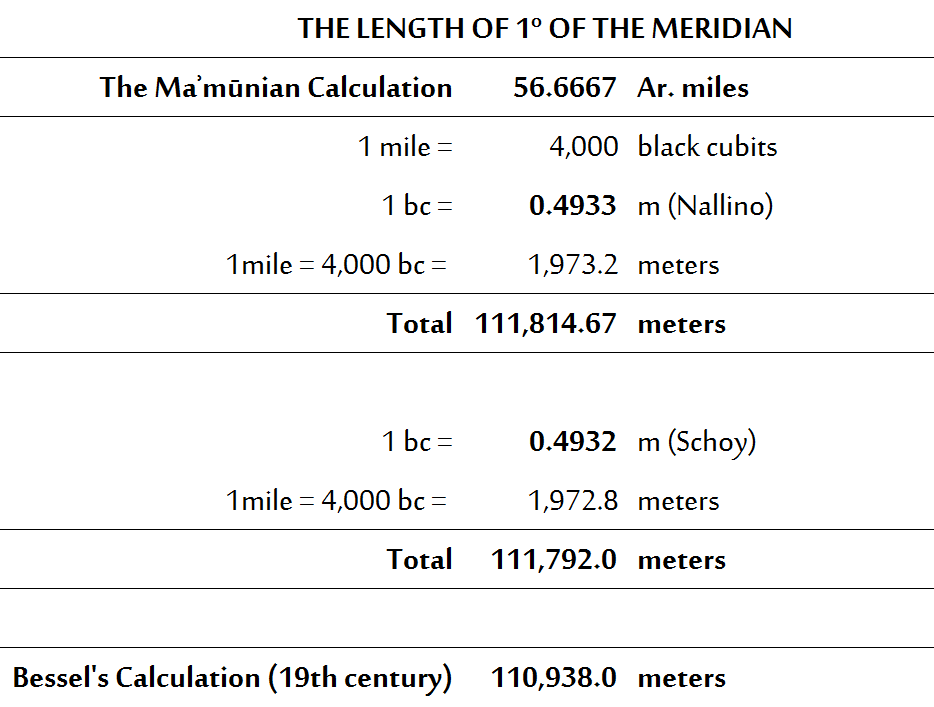 THE LENGTH OF 1º OF THE MERIDIAN
The Maʾmūnian Calculation 56.6667 Ar. miles
1 mile = 4,000 black cubits
1 bc = 0.4933 m (Nallino)
1mile = 4,000 bc = 1,973.2 meters
Total 111,814.67 meters
1 bc = 0.4932 m (Schoy)
1mile = 4,000 bc = 1,972.8 meters
Total 111,792.0 meters
Bessel's Calculation (19th century) 110,938.0 meters